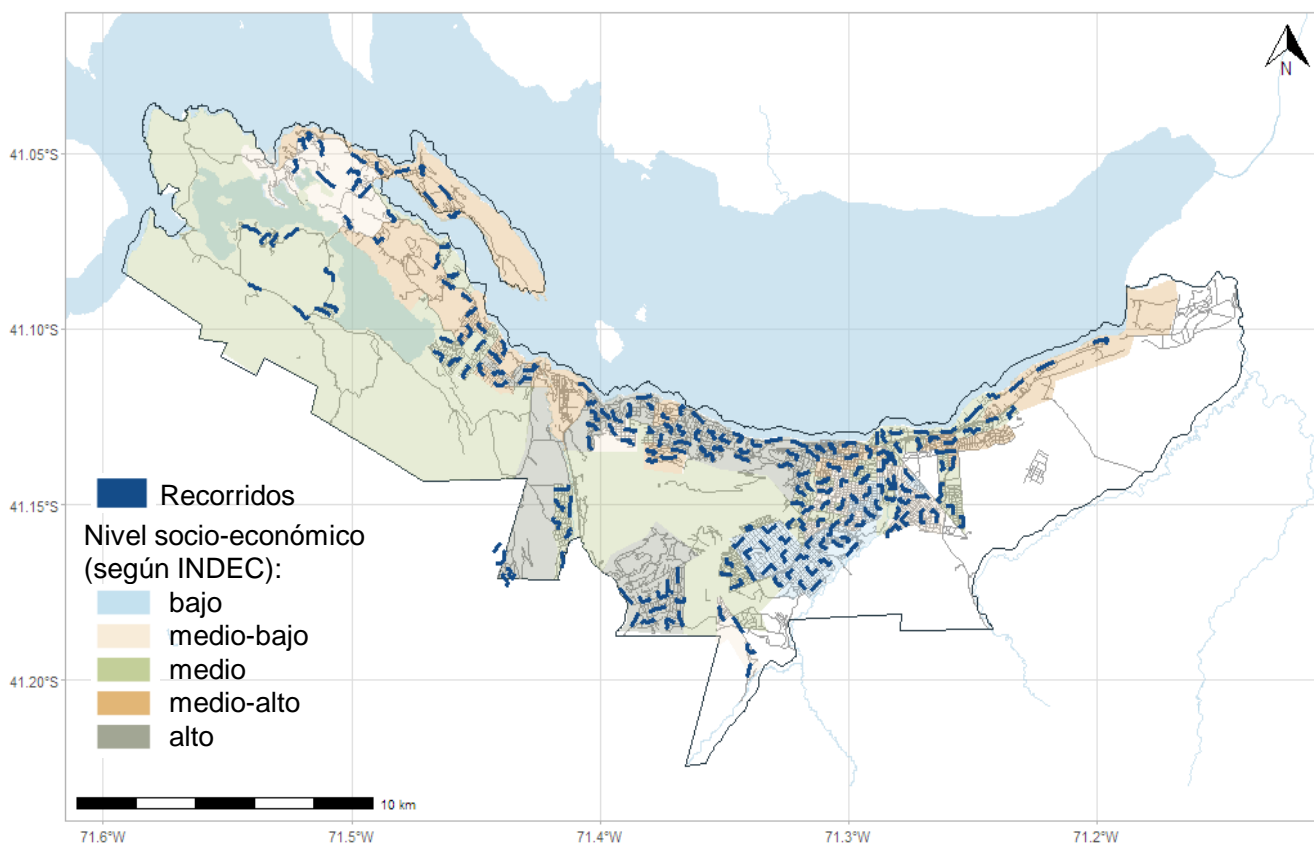 N
41.05°S
41.10°S
41.15°S
41.20°S
Recorridos
Nivel socio-económico
(según INDEC):
bajo
medio-bajo
medio
medio-alto
alto
10 km
71.6°W
71.5°W
71.4°W
71.3°W
71.2°W